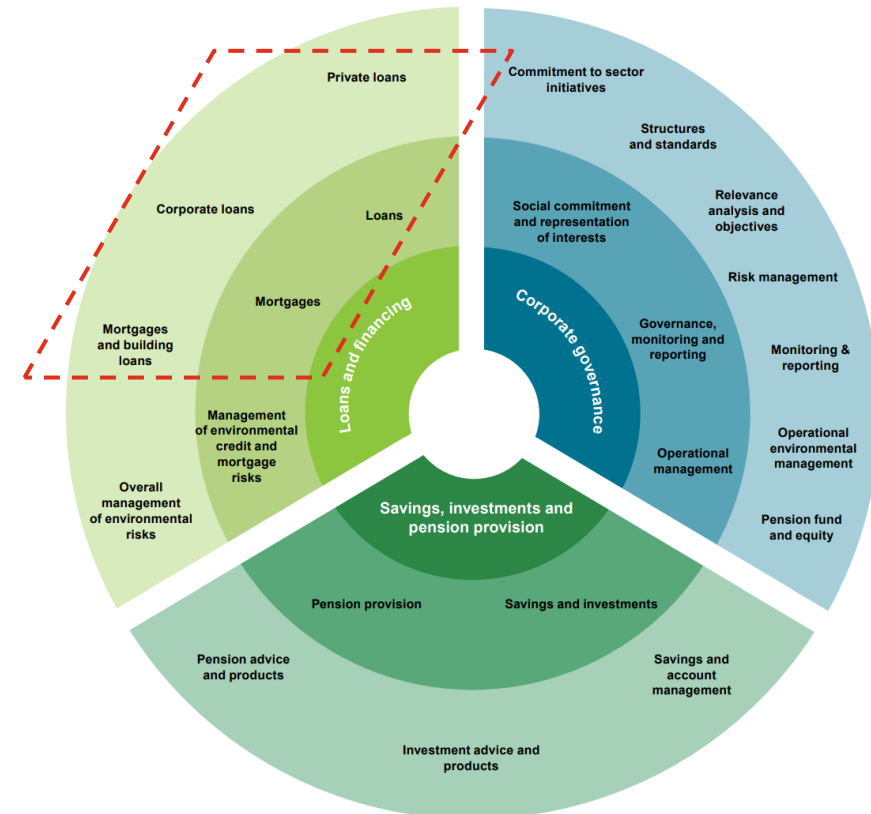 Private loans
Corporate loans
Mortgages
and building
loans
Overall
management
of environmental
risks
Loans
Mortgages
Management
of environmental
credit and
mortgage
risks
Loans and financing
Commitment to sector
initiatives
Structures
and standards
Relevance
analysis and
objectives
Risk management
Monitoring &
reporting
Operational
environmental
management
Pension fund
and equity
Social commitment
and representation
of interests
Governance,
monitoring and
reporting
Operational
management
Corporate governance
Savings, investments and
pension provision
Pension provision
Savings and investments
Pension advice
and products
Savings and
account
management
Investment advice and
products